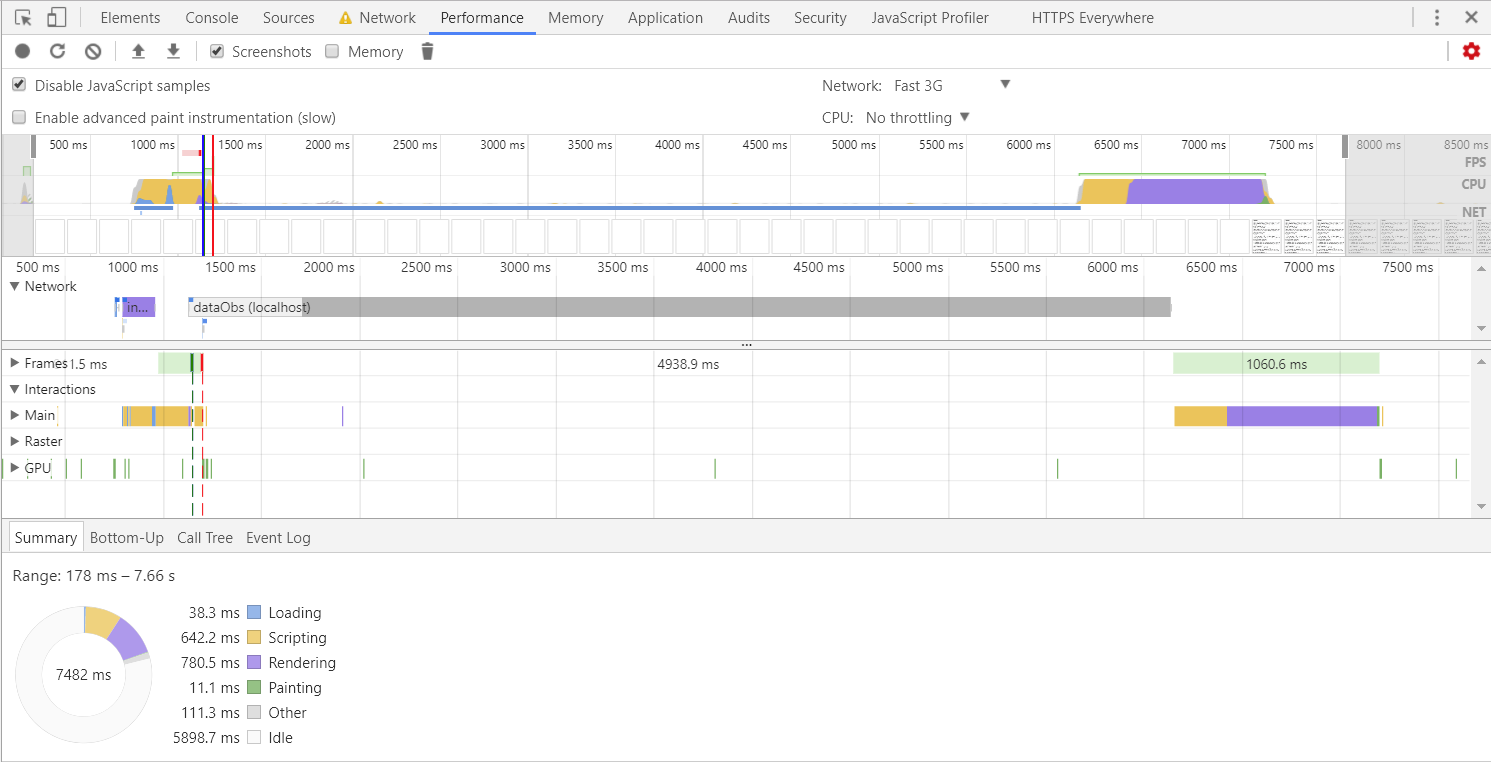 Elements Console Sources Network Performance Memory Application Audits Security JavaScript Profiler HTTPS Everywhere
Screenshots Memory
Disable JavaScript samples Network: Fast 3G
Enable advanced paint instrumentation (slow) CPU: No throttling
500 ms 1000 ms 1500 ms 2000 ms 2500 ms 3000 ms 3500 ms 4000 ms 4500 ms 5000 ms 5500 ms 6000 ms 6500 ms 7000 ms 7500 ms 8000 ms 8500 ms
FPS
CPU
NET
500 ms 1000 ms 1500 ms 2000 ms 2500 ms 3000 ms 3500 ms 4000 ms 4500 ms 5000 ms 5500 ms 6000 ms 6500 ms 7000 ms 7500 ms
Network
in... dataObs (localhost)
...
Frames 1.5 ms 4938.9 ms 1060.6 ms
Interactions
Main
Raster
GPU
Summary Bottom-Up Call Tree Event Log
Range: 178 ms – 7.66 s
38.3 ms Loading
642.2 ms Scripting
780.5 ms Rendering
7482 ms
11.1 ms Painting
111.3 ms Other
5898.7 ms Idle